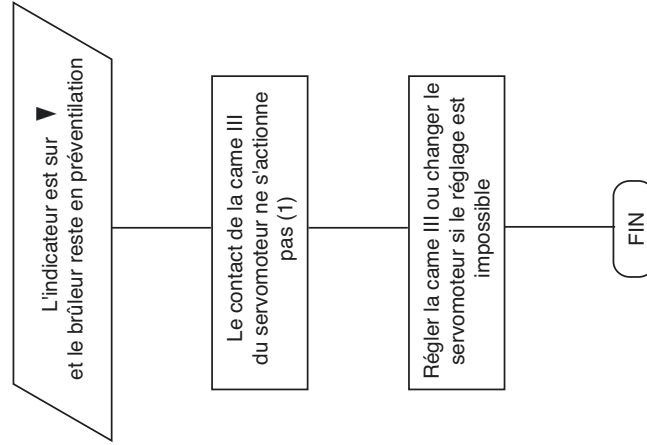 L'indicateur est sur ▼
et le brûleur reste en préventilation
Le contact de la came III
du servomoteur ne s'actionne
pas (1)
Régler la came III ou changer le
servomoteur si le réglage est
impossible
FIN